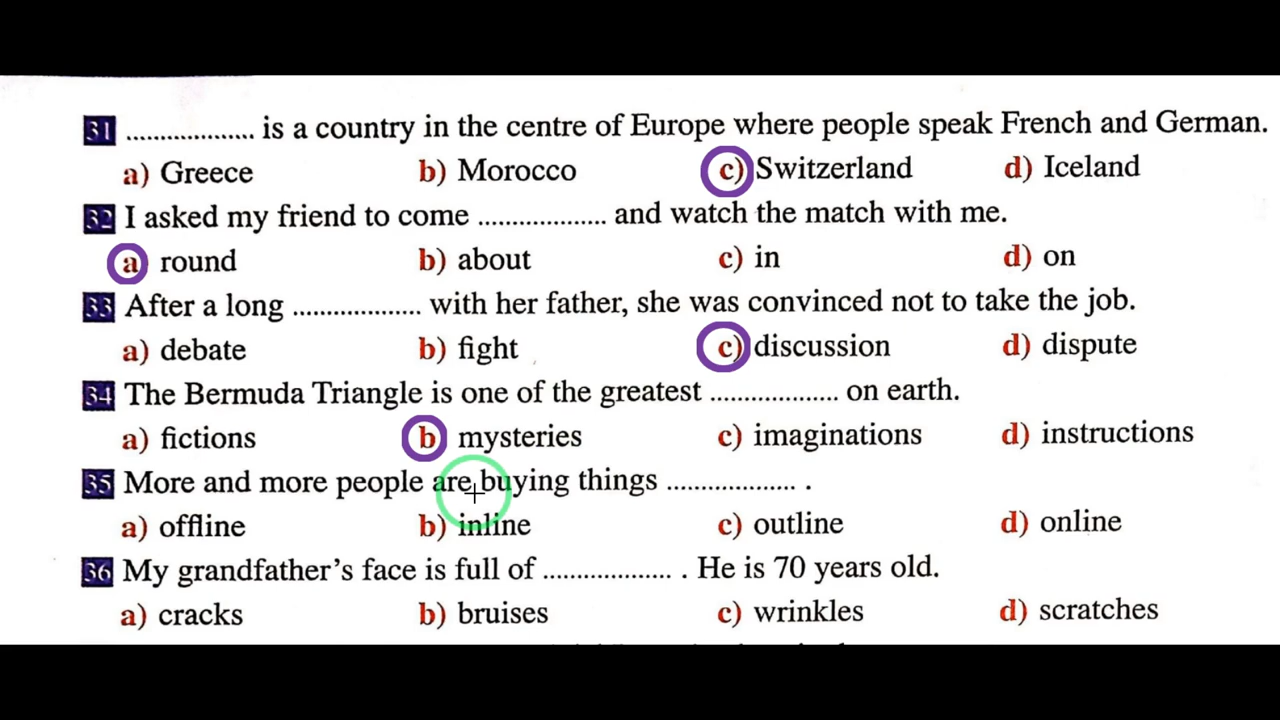 31 .................. is a country in the centre of Europe where people speak French and German.
a) Greece b) Morocco c) Switzerland d) Iceland
32 I asked my friend to come .................. and watch the match with me.
a round b) about c) in d) on
33 After a long .................. with her father, she was convinced not to take the job.
a) debate b) fight c) discussion d) dispute
34 The Bermuda Triangle is one of the greatest .................. on earth.
a) fictions b mysteries c) imaginations d) instructions
35 More and more people are buying things .................. .
a) offline b) inline c) outline d) online
36 My grandfather's face is full of .................. . He is 70 years old.
a) cracks b) bruises c) wrinkles d) scratches